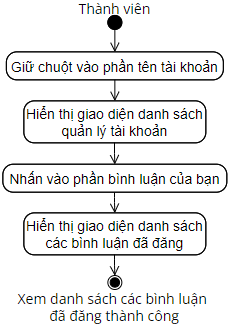 Thành viên
Giữ chuột vào phần tên tài khoản
Hiển thị giao diện danh sách
quản lý tài khoản
Nhấn vào phần bình luận của bạn
Hiển thị giao diện danh sách
các bình luận đã đăng
Xem danh sách các bình luận
đã đăng thành công